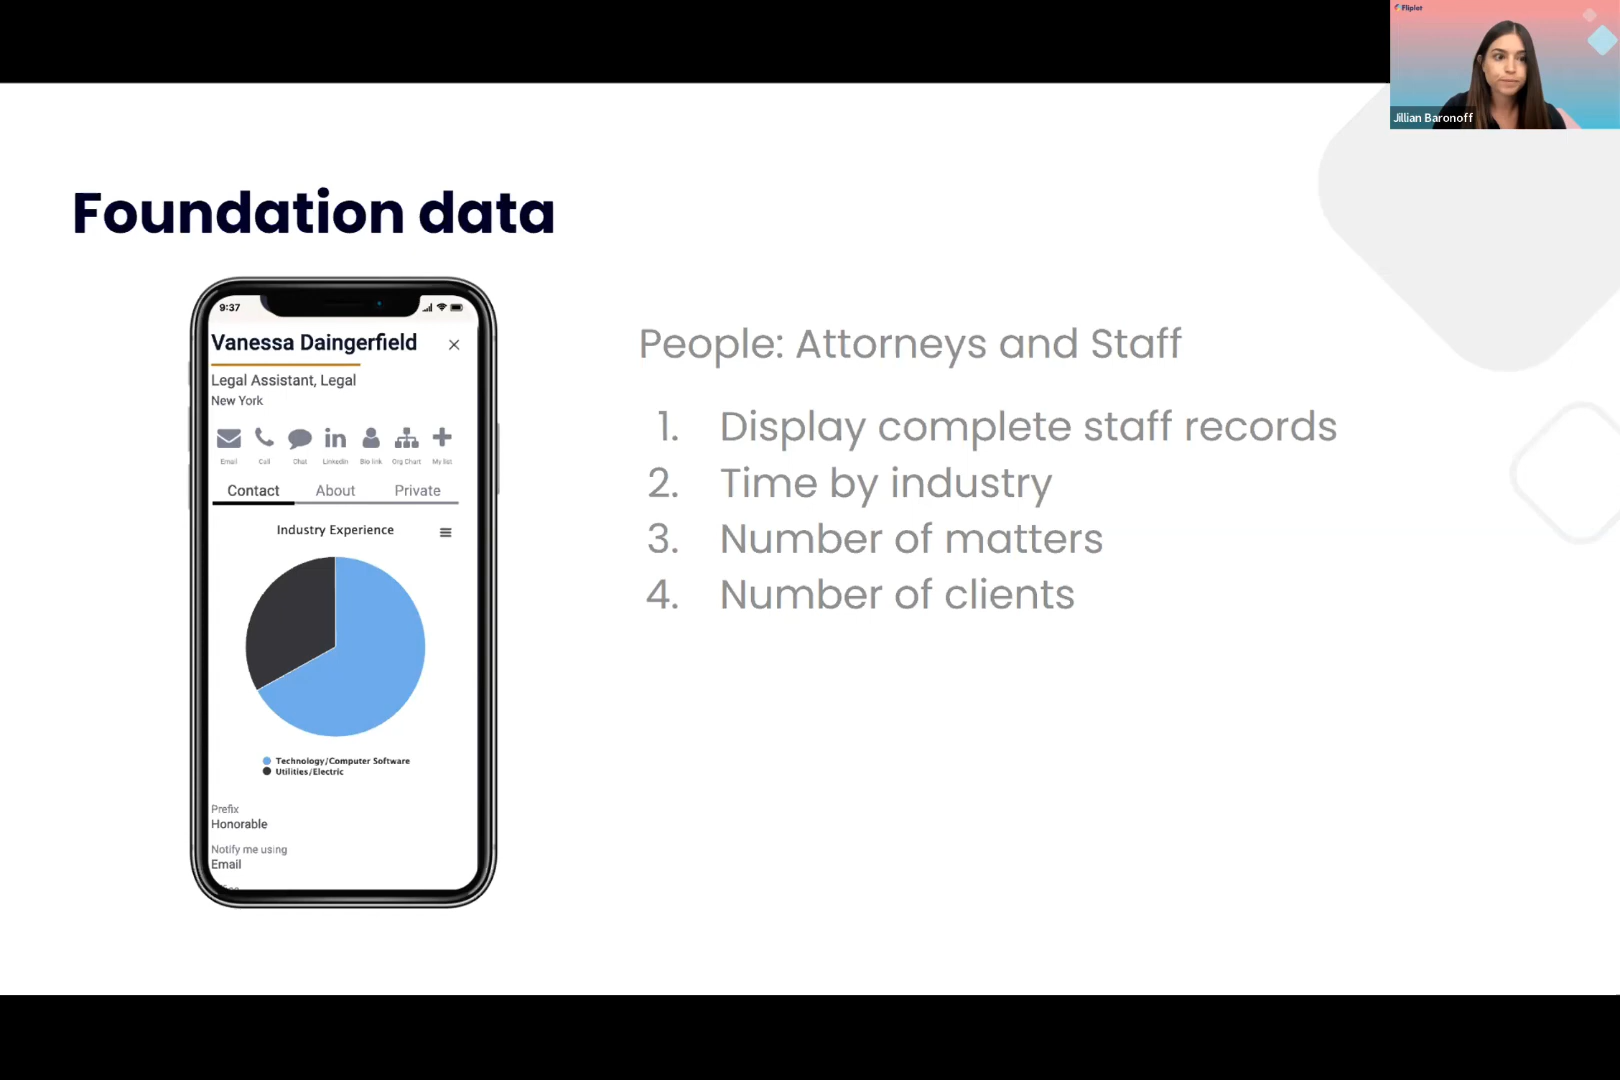 Fliplet
Jillian Baronoff
Foundation data
9:37
Vanessa Daingerfield
Legal Assistant, Legal
New York
Email Call Chat LinkedIn Bio link Org Chart My list
Contact About Private
Industry Experience
Technology/Computer Software
Utilities/Electric
Prefix
Honorable
Notify me using
Email
People: Attorneys and Staff
1. Display complete staff records
2. Time by industry
3. Number of matters
4. Number of clients